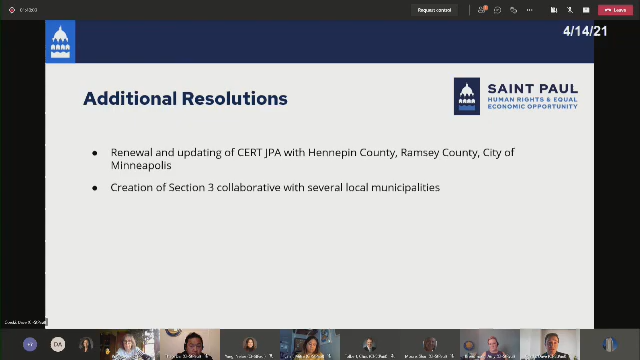 Request control
Leave
4/14/21
Additional Resolutions
SAINT PAUL
HUMAN RIGHTS & EQUAL
ECONOMIC OPPORTUNITY
● Renewal and updating of CERT JPA with Hennepin County, Ramsey County, City of
Minneapolis
● Creation of Section 3 collaborative with several local municipalities
DA